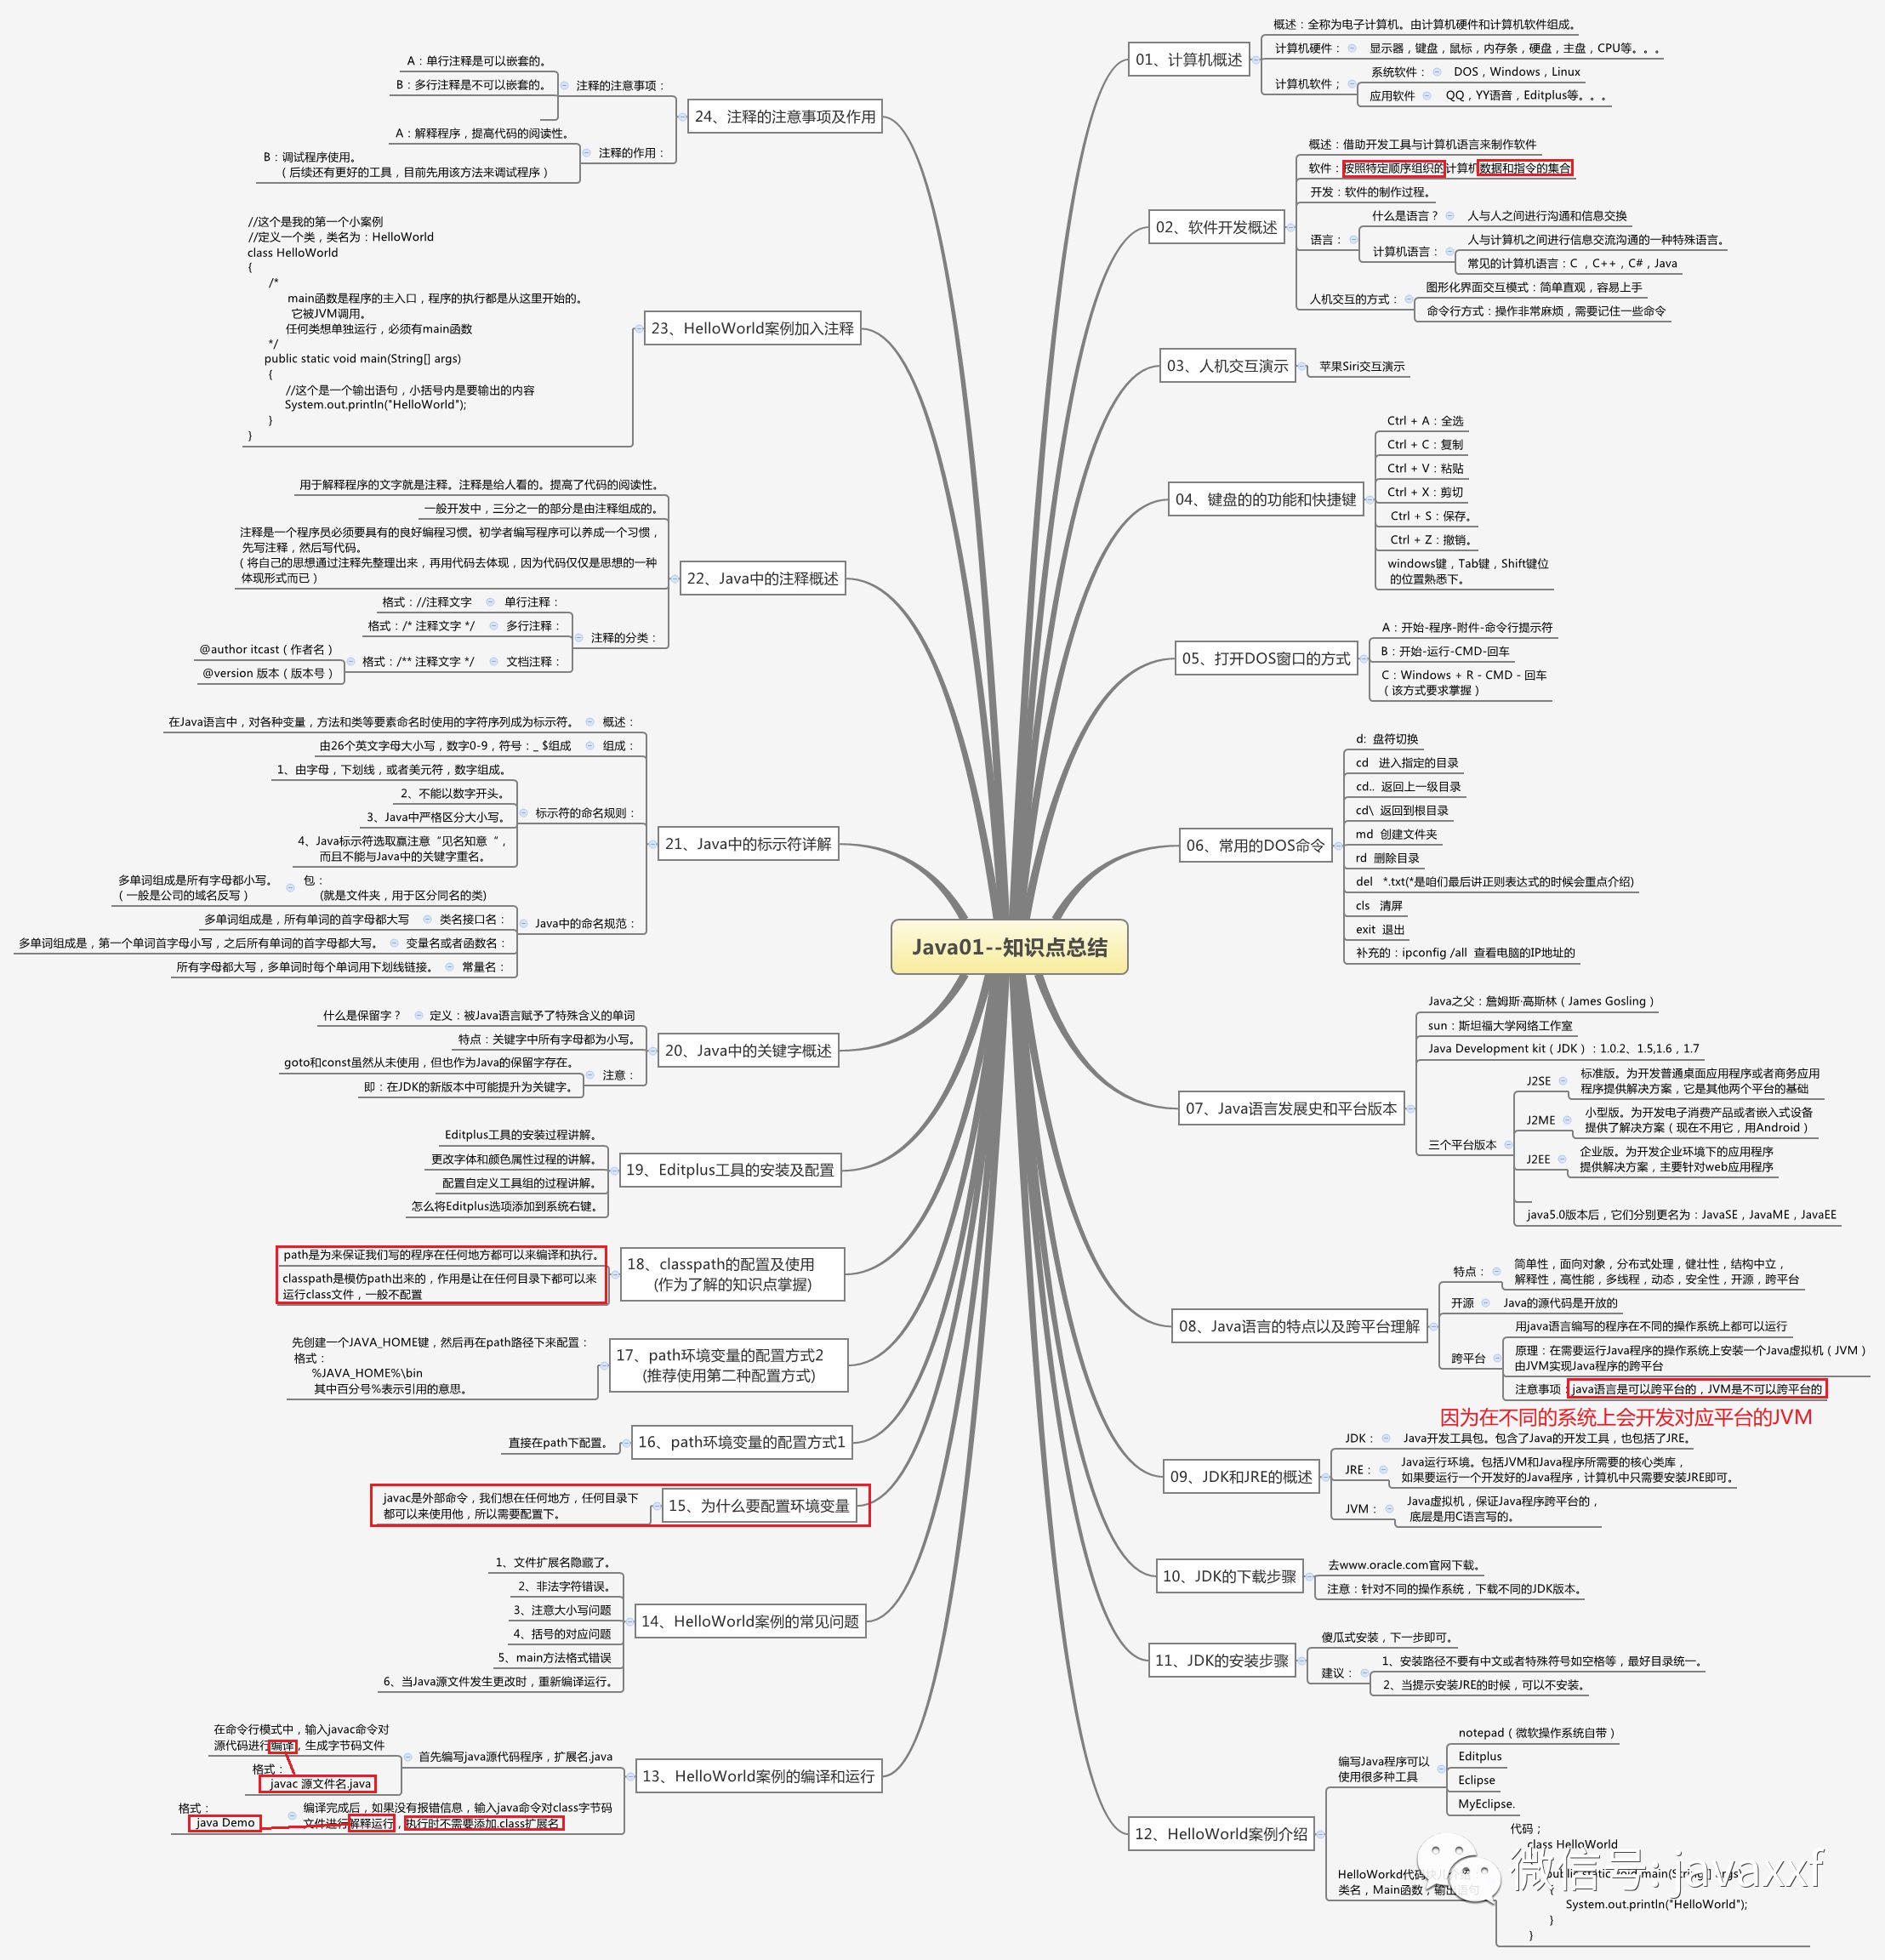 Java01--知识点总结
01、计算机概述
概述：全称为电子计算机。由计算机硬件和计算机软件组成。
计算机硬件：
显示器，键盘，鼠标，内存条，硬盘，主盘，CPU等。。。
计算机软件；
系统软件：
DOS，Windows，Linux
应用软件
QQ，YY语音，Editplus等。。。
02、软件开发概述
概述：借助开发工具与计算机语言来制作软件
软件：按照特定顺序组织的计算机数据和指令的集合
开发：软件的制作过程。
语言：
什么是语言？
人与人之间进行沟通和信息交换
计算机语言：
人与计算机之间进行信息交流沟通的一种特殊语言。
常见的计算机语言：C ，C++，C#，Java
人机交互的方式：
图形化界面交互模式：简单直观，容易上手
命令行方式：操作非常麻烦，需要记住一些命令
03、人机交互演示
苹果Siri交互演示
04、键盘的的功能和快捷键
Ctrl + A：全选
Ctrl + C：复制
Ctrl + V：粘贴
Ctrl + X：剪切
Ctrl + S：保存。
Ctrl + Z：撤销。
windows键，Tab键，Shift键位
的位置熟悉下。
05、打开DOS窗口的方式
A：开始-程序-附件-命令行提示符
B：开始-运行-CMD-回车
C：Windows + R - CMD - 回车
（该方式要求掌握）
06、常用的DOS命令
d: 盘符切换
cd 进入指定的目录
cd.. 返回上一级目录
cd\ 返回到根目录
md 创建文件夹
rd 删除目录
del *.txt(*是咱们最后讲正则表达式的时候会重点介绍)
cls 清屏
exit 退出
补充的：ipconfig /all 查看电脑的IP地址的
07、Java语言发展史和平台版本
Java之父：詹姆斯·高斯林（James Gosling）
sun：斯坦福大学网络工作室
Java Development kit（JDK）：1.0.2、1.5,1.6，1.7
三个平台版本
J2SE
标准版。为开发普通桌面应用程序或者商务应用
程序提供解决方案，它是其他两个平台的基础
J2ME
小型版。为开发电子消费产品或者嵌入式设备
提供了解决方案（现在不用它，用Android）
J2EE
企业版。为开发企业环境下的应用程序
提供解决方案，主要针对web应用程序
java5.0版本后，它们分别更名为：JavaSE，JavaME，JavaEE
08、Java语言的特点以及跨平台理解
特点：
简单性，面向对象，分布式处理，健壮性，结构中立，
解释性，高性能，多线程，动态，安全性，开源，跨平台
开源
Java的源代码是开放的
跨平台
用java语言编写的程序在不同的操作系统上都可以运行
原理：在需要运行Java程序的操作系统上安装一个Java虚拟机（JVM）
由JVM实现Java程序的跨平台
注意事项：java语言是可以跨平台的，JVM是不可以跨平台的
因为在不同的系统上会开发对应平台的JVM
09、JDK和JRE的概述
JDK：
Java开发工具包。包含了Java的开发工具，也包括了JRE。
JRE：
Java运行环境。包括JVM和Java程序所需要的核心类库，
如果要运行一个开发好的Java程序，计算机中只需要安装JRE即可。
JVM：
Java虚拟机，保证Java程序跨平台的，
底层是用C语言写的。
10、JDK的下载步骤
去www.oracle.com官网下载。
注意：针对不同的操作系统，下载不同的JDK版本。
11、JDK的安装步骤
傻瓜式安装，下一步即可。
建议：
1、安装路径不要有中文或者特殊符号如空格等，最好目录统一。
2、当提示安装JRE的时候，可以不安装。
12、HelloWorld案例介绍
编写Java程序可以
使用很多种工具
notepad（微软操作系统自带）
Editplus
Eclipse
MyEclipse.
HelloWorkd代码
类名，Main函数，输出语句
代码；
class HelloWorld
public static void main(String[] args)
{
System.out.println("HelloWorld");
}
}
微信号: javaxxf
24、注释的注意事项及作用
注释的注意事项：
A：单行注释是可以嵌套的。
B：多行注释是不可以嵌套的。
注释的作用：
A：解释程序，提高代码的阅读性。
B：调试程序使用。
（后续还有更好的工具，目前先用该方法来调试程序）
23、HelloWorld案例加入注释
//这个是我的第一个小案例
//定义一个类，类名为：HelloWorld
class HelloWorld
{
/*
main函数是程序的主入口，程序的执行都是从这里开始的。
它被JVM调用。
任何类想单独运行，必须有main函数
*/
public static void main(String[] args)
{
//这个是一个输出语句，小括号内是要输出的内容
System.out.println("HelloWorld");
}
}
22、Java中的注释概述
用于解释程序的文字就是注释。注释是给人看的。提高了代码的阅读性。
一般开发中，三分之一的部分是由注释组成的。
注释是一个程序员必须要具有的良好编程习惯。初学者编写程序可以养成一个习惯，
先写注释，然后写代码。
（将自己的思想通过注释先整理出来，再用代码去体现，因为代码仅仅是思想的一种
体现形式而已）
注释的分类：
单行注释：
格式：//注释文字
多行注释：
格式：/* 注释文字 */
文档注释：
格式：/** 注释文字 */
@author itcast（作者名）
@version 版本（版本号）
21、Java中的标示符详解
概述：
在Java语言中，对各种变量，方法和类等要素命名时使用的字符序列成为标示符。
组成：
由26个英文字母大小写，数字0-9，符号：_ $组成
标示符的命名规则：
1、由字母，下划线，或者美元符，数字组成。
2、不能以数字开头。
3、Java中严格区分大小写。
4、Java标示符选取赢注意“见名知意“，
而且不能与Java中的关键字重名。
Java中的命名规范：
包：
(就是文件夹，用于区分同名的类)
多单词组成是所有字母都小写。
（一般是公司的域名反写）
类名接口名：
多单词组成是，所有单词的首字母都大写
变量名或者函数名：
多单词组成是，第一个单词首字母小写，之后所有单词的首字母都大写。
常量名：
所有字母都大写，多单词时每个单词用下划线链接。
20、Java中的关键字概述
定义：被Java语言赋予了特殊含义的单词
什么是保留字？
特点：关键字中所有字母都为小写。
注意：
goto和const虽然从未使用，但也作为Java的保留字存在。
即：在JDK的新版本中可能提升为关键字。
19、Editplus工具的安装及配置
Editplus工具的安装过程讲解。
更改字体和颜色属性过程的讲解。
配置自定义工具组的过程讲解。
怎么将Editplus选项添加到系统右键。
18、classpath的配置及使用
(作为了解的知识点掌握)
path是为来保证我们写的程序在任何地方都可以来编译和执行。
classpath是模仿path出来的，作用是让在任何目录下都可以来
运行class文件，一般不配置
17、path环境变量的配置方式2
(推荐使用第二种配置方式)
先创建一个JAVA_HOME键，然后再在path路径下来配置：
格式：
%JAVA_HOME%\bin
其中百分号%表示引用的意思。
16、path环境变量的配置方式1
直接在path下配置。
15、为什么要配置环境变量
javac是外部命令，我们想在任何地方，任何目录下
都可以来使用他，所以需要配置下。
14、HelloWorld案例的常见问题
1、文件扩展名隐藏了。
2、非法字符错误。
3、注意大小写问题
4、括号的对应问题
5、main方法格式错误
6、当Java源文件发生更改时，重新编译运行。
13、HelloWorld案例的编译和运行
首先编写java源代码程序，扩展名.java
在命令行模式中，输入javac命令对
源代码进行编译，生成字节码文件
格式：
javac 源文件名.java
编译完成后，如果没有报错信息，输入java命令对class字节码
文件进行解释运行，执行时不需要添加.class扩展名
格式：
java Demo